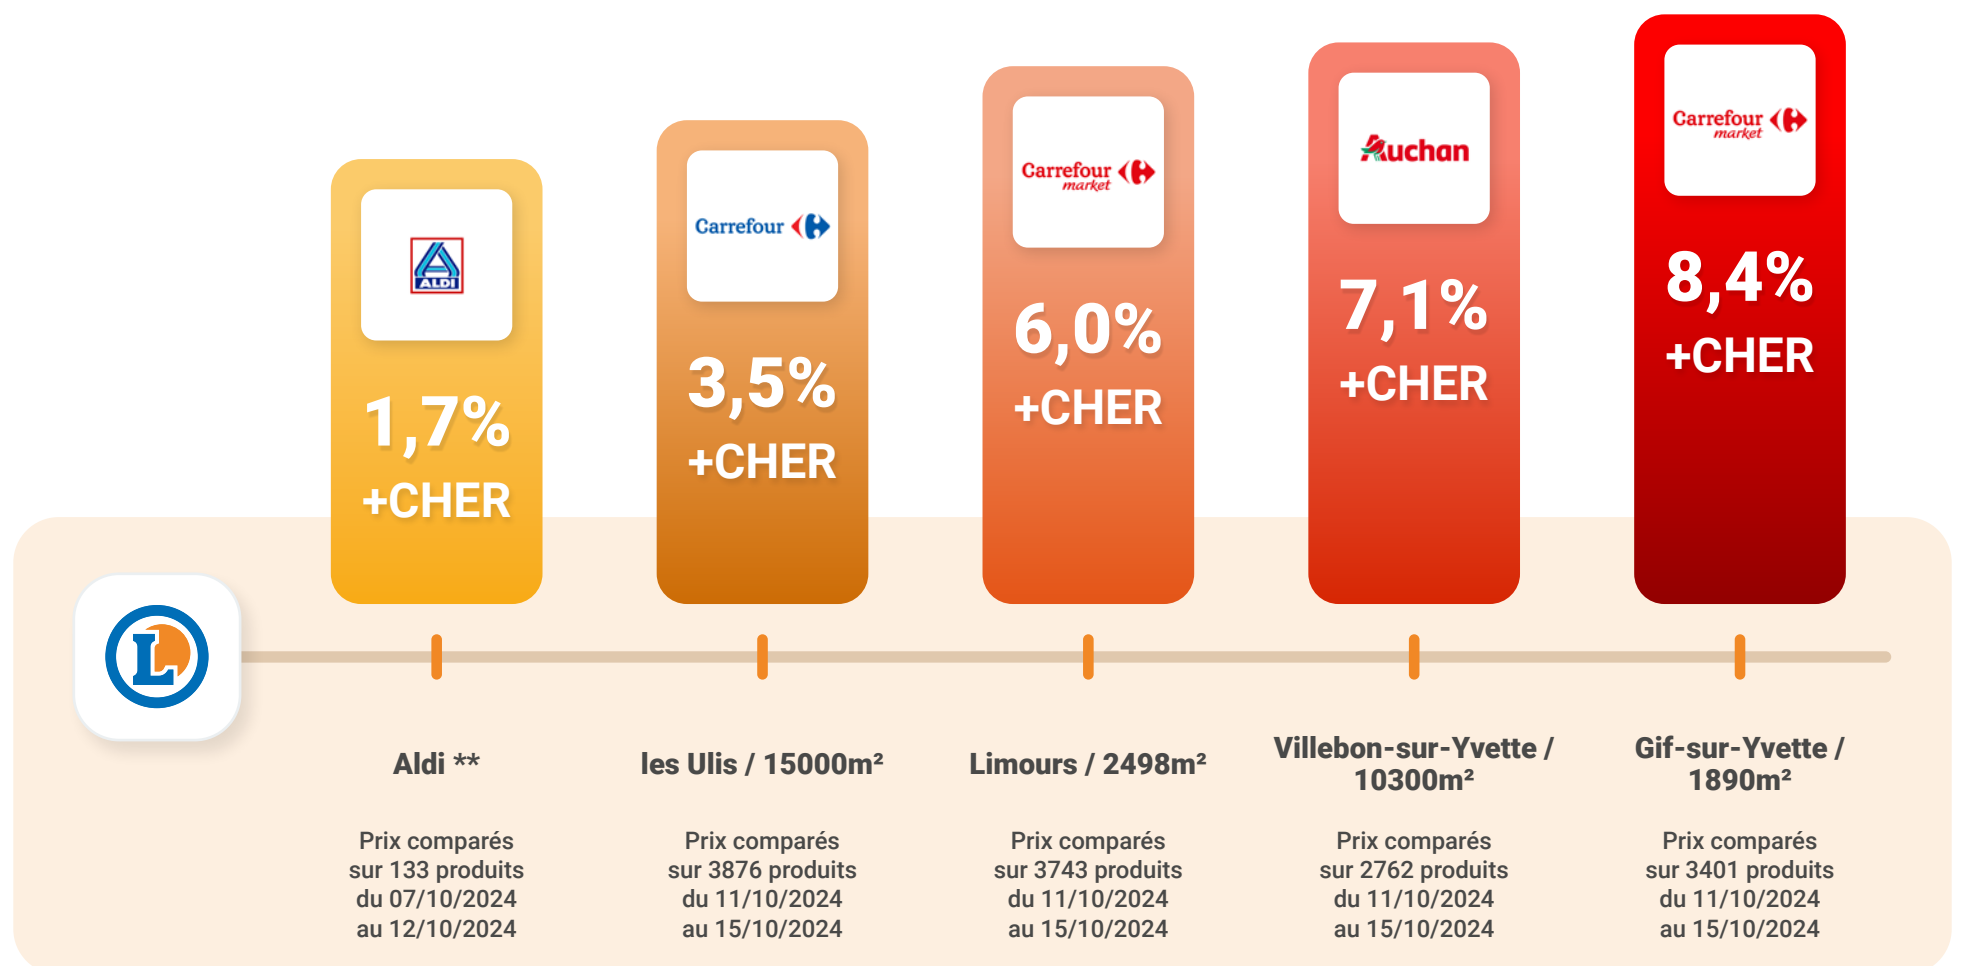 ALDI
1,7%
+CHER
Carrefour
3,5%
+CHER
Carrefour
market
6,0%
+CHER
Auchan
7,1%
+CHER
Carrefour
market
8,4%
+CHER
L
Aldi **
Prix comparés
sur 133 produits
du 07/10/2024
au 12/10/2024
les Ulis / 15000m²
Prix comparés
sur 3876 produits
du 11/10/2024
au 15/10/2024
Limours / 2498m²
Prix comparés
sur 3743 produits
du 11/10/2024
au 15/10/2024
Villebon-sur-Yvette /
10300m²
Prix comparés
sur 2762 produits
du 11/10/2024
au 15/10/2024
Gif-sur-Yvette /
1890m²
Prix comparés
sur 3401 produits
du 11/10/2024
au 15/10/2024